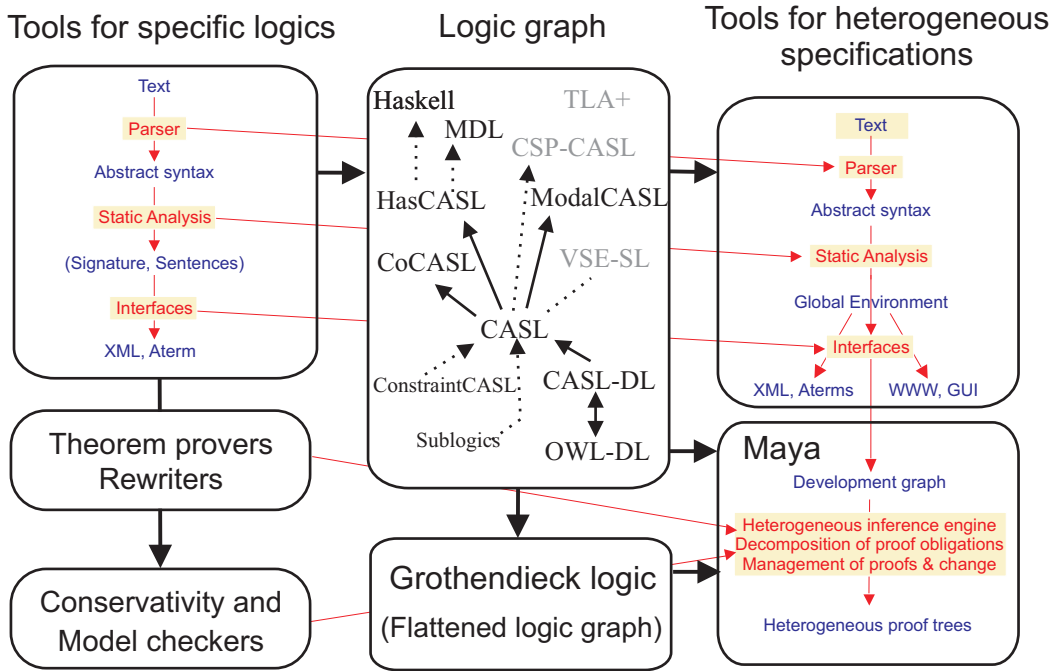 Tools for specific logics
Text
Parser
Abstract syntax
Static Analysis
(Signature, Sentences)
Interfaces
XML, Aterm
Theorem provers
Rewriters
Conservativity and
Model checkers
Logic graph
Haskell
TLA+
MDL
CSP-CASL
HasCASL
ModalCASL
CoCASL
VSE-SL
CASL
ConstraintCASL
CASL-DL
Sublogics
OWL-DL
Grothendieck logic
(Flattened logic graph)
Tools for heterogeneous
specifications
Text
Parser
Abstract syntax
Static Analysis
Global Environment
Interfaces
XML, Aterms
WWW, GUI
Maya
Development graph
Heterogeneous inference engine
Decomposition of proof obligations
Management of proofs & change
Heterogeneous proof trees